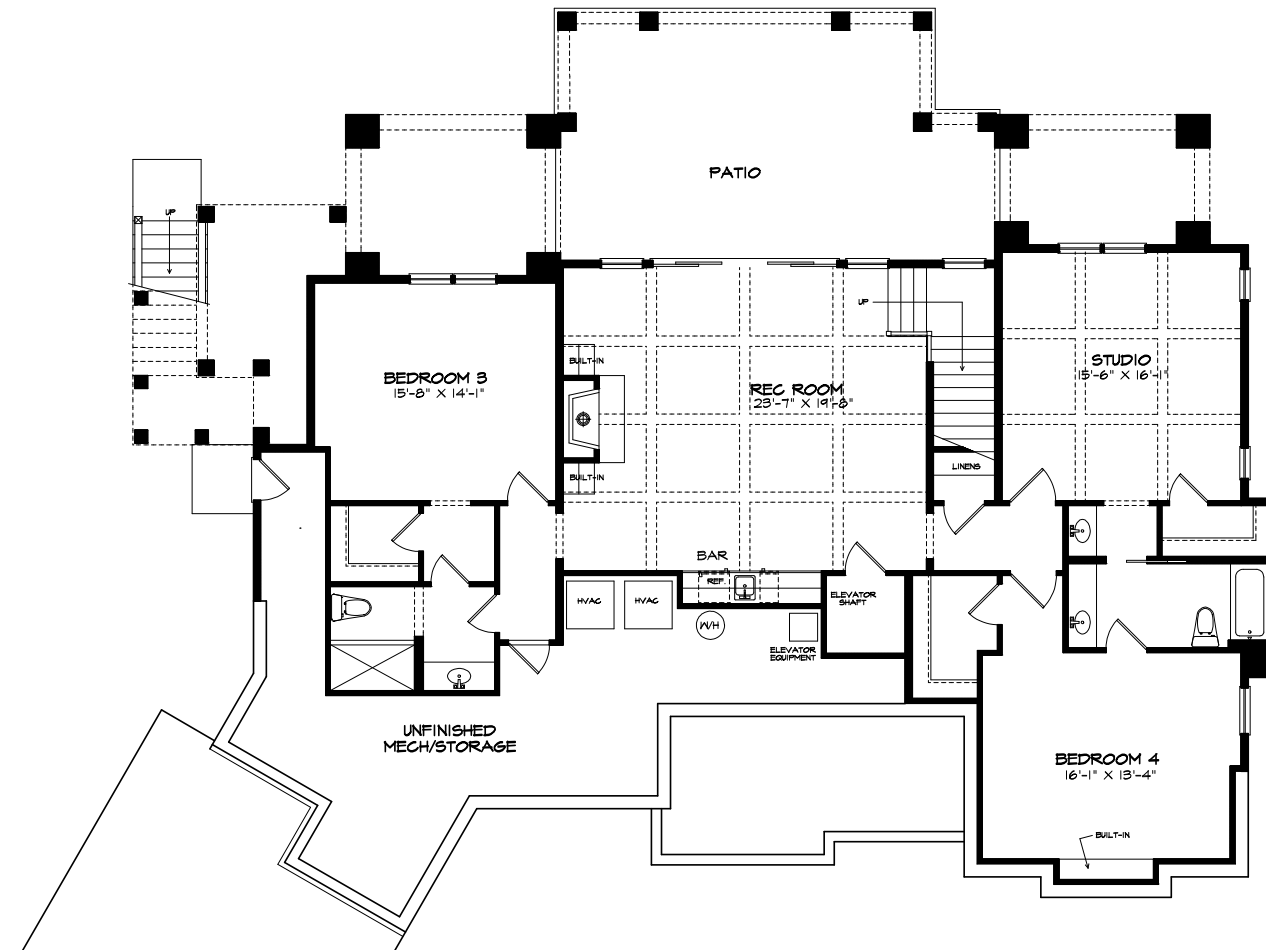 PATIO
UP
UP
BEDROOM 3
15'-8" X 14'-1"
BUILT-IN
REC ROOM
23'-7" X 19'-8"
STUDIO
15'-6" X 16'-1"
LINENS
BUILT-IN
BAR
REF.
HVAC
HVAC
W/H
ELEVATOR
SHAFT
ELEVATOR
EQUIPMENT
UNFINISHED
MECH/STORAGE
BEDROOM 4
16'-1" X 13'-4"
BUILT-IN